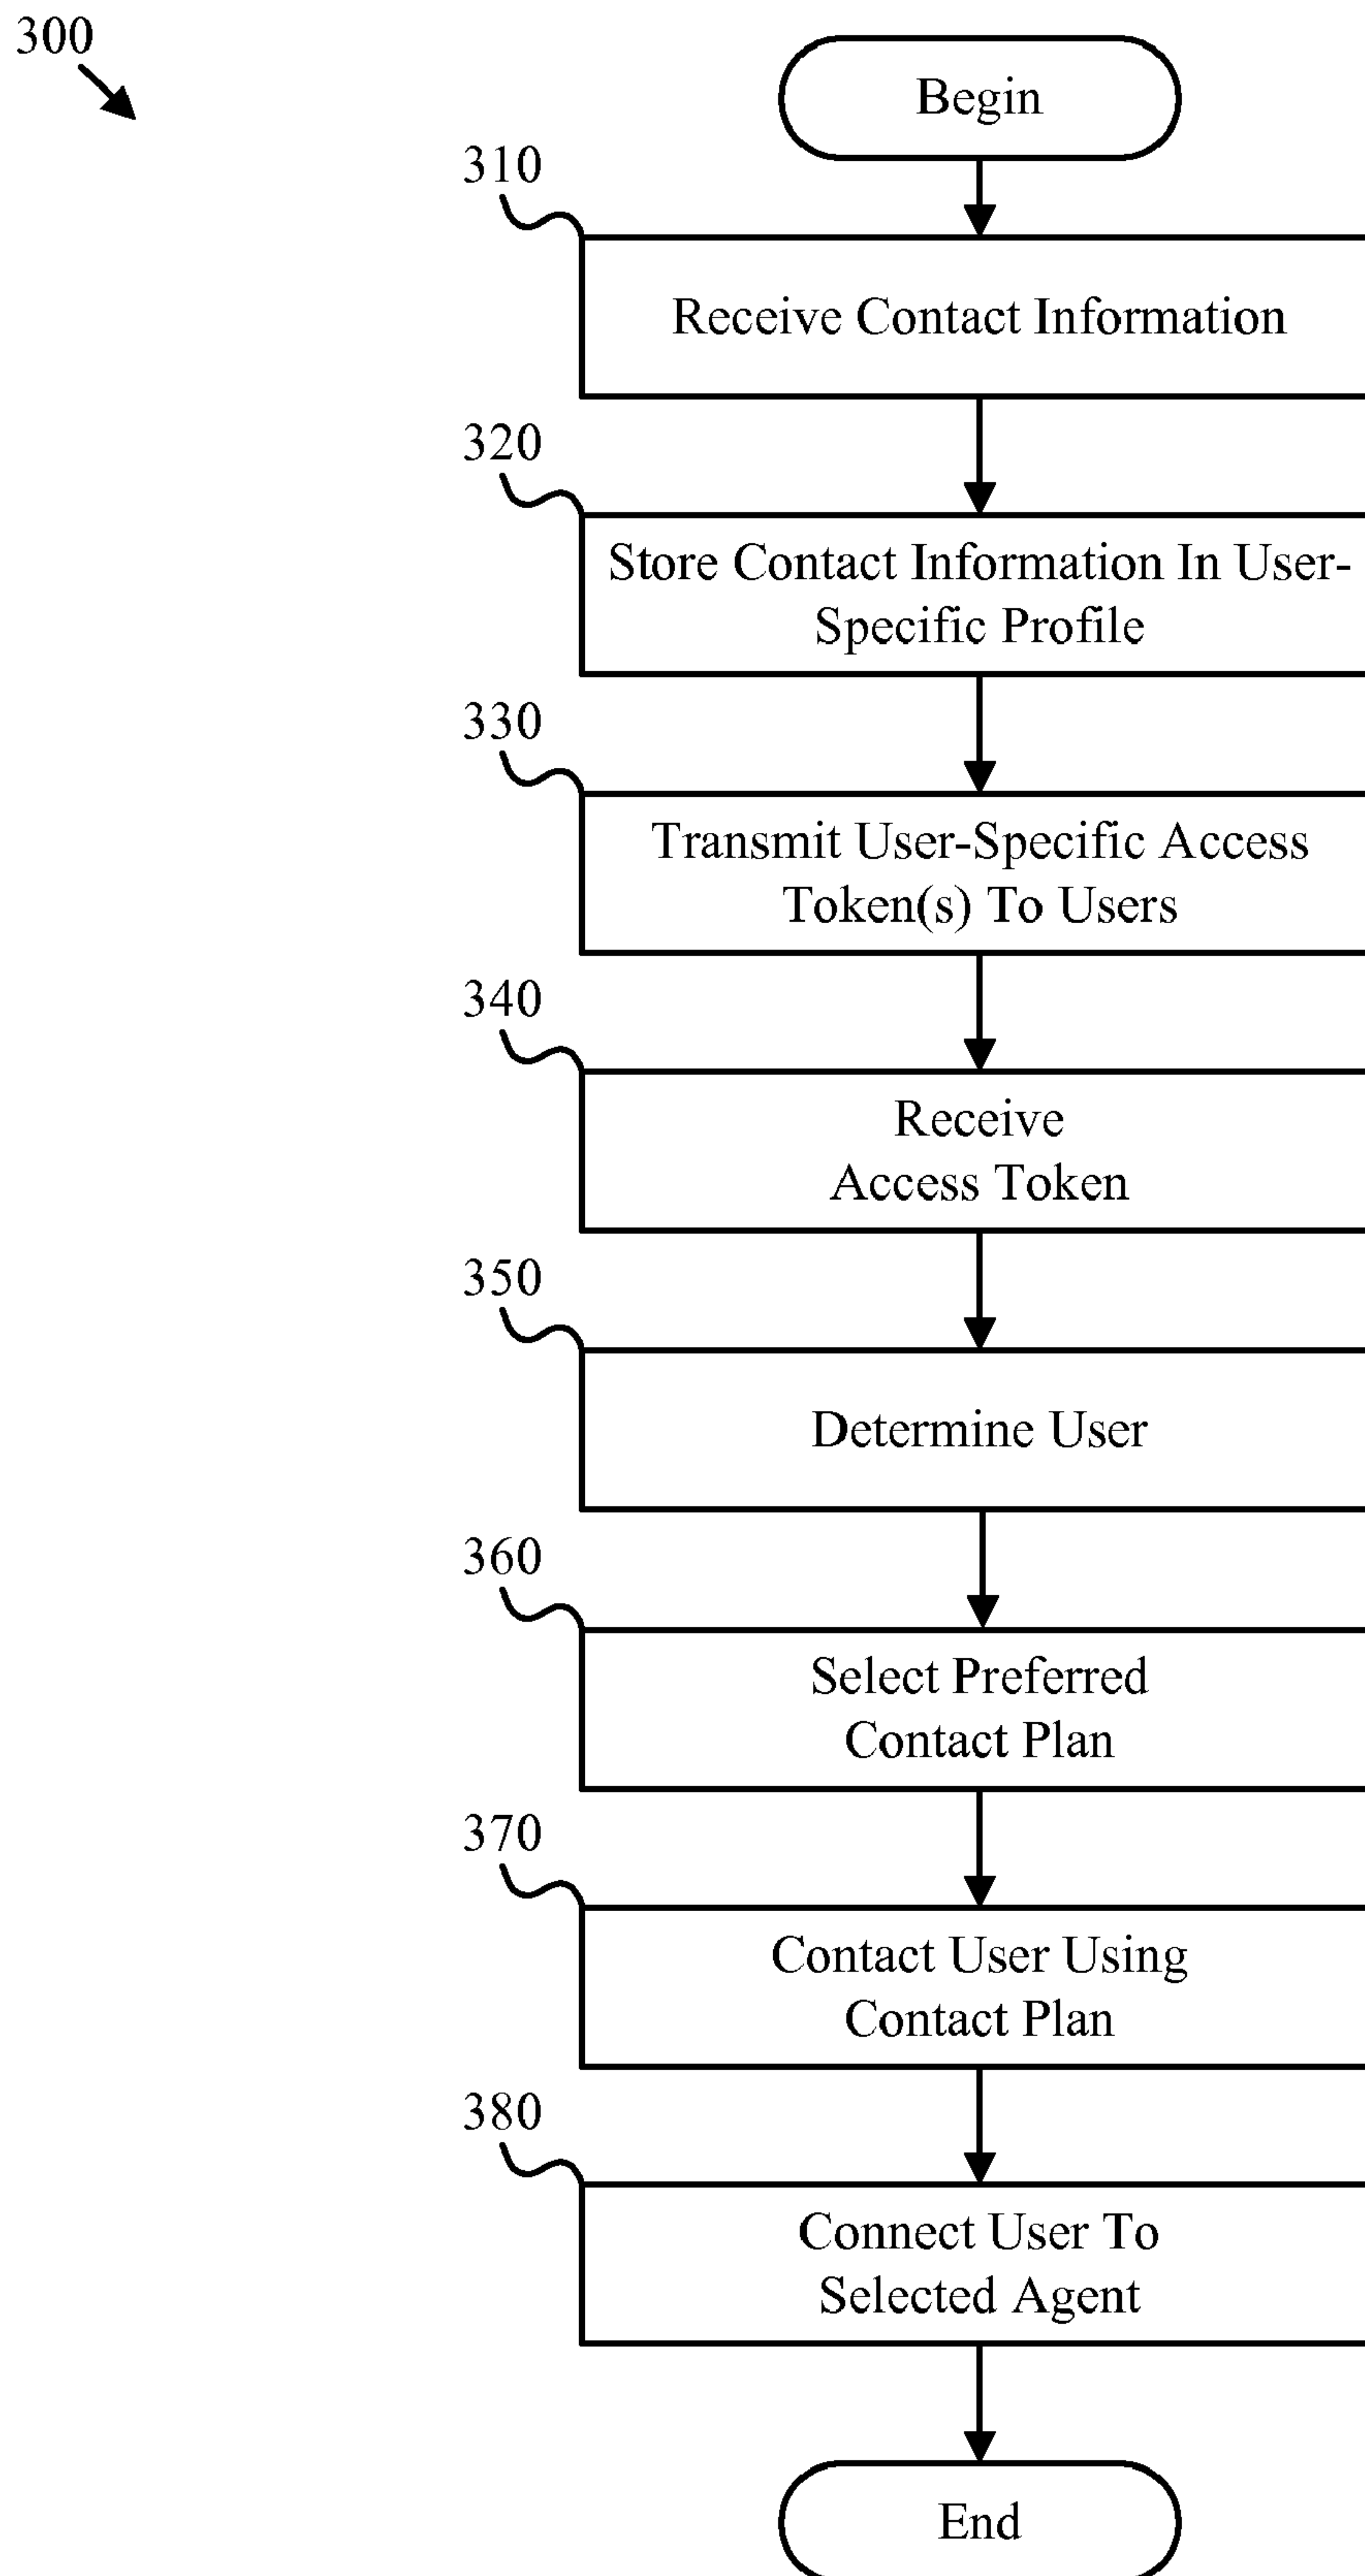 300
Begin
310
Receive Contact Information
320
Store Contact Information In User-
Specific Profile
330
Transmit User-Specific Access
Token(s) To Users
340
Receive
Access Token
350
Determine User
360
Select Preferred
Contact Plan
370
Contact User Using
Contact Plan
380
Connect User To
Selected Agent
End